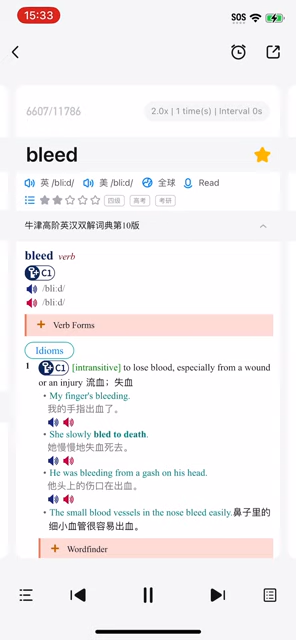 15:33
SOS
6607/11786
2.0x | 1 time(s) | Interval 0s
bleed
英 /bliːd/ 美 /bliːd/ 全球 Read
四级 高考 考研
牛津高阶英汉双解词典第10版
bleed verb
C1
/bliːd/
/bliːd/
+ Verb Forms
Idioms
1 C1 [intransitive] to lose blood, especially from a wound
or an injury 流血；失血
• My finger's bleeding.
我的手指出血了。
• She slowly bled to death.
她慢慢地失血死去。
• He was bleeding from a gash on his head.
他头上的伤口在出血。
• The small blood vessels in the nose bleed easily.鼻子里的
细小血管很容易出血。
+ Wordfinder